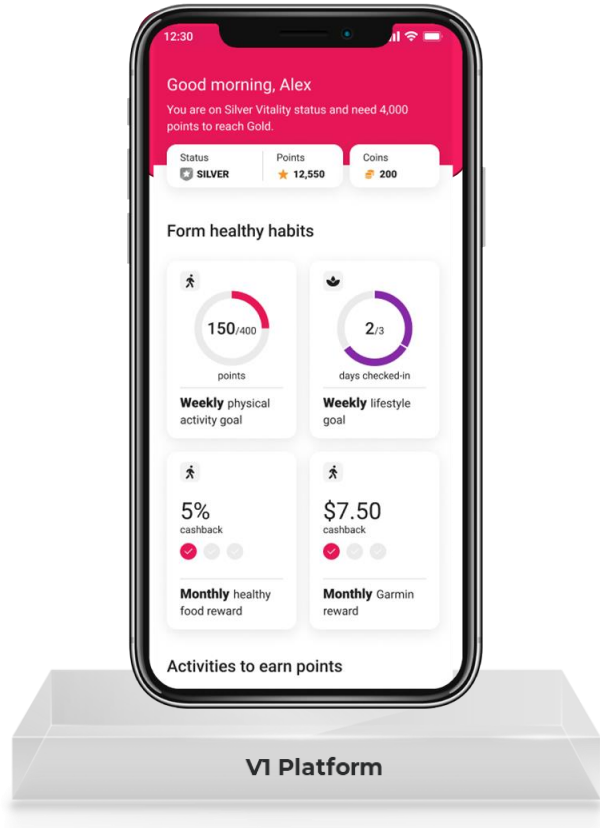 12:30
Good morning, Alex
You are on Silver Vitality status and need 4,000
points to reach Gold.
Status
SILVER
Points
12,550
Coins
200
Form healthy habits
150/400
points
Weekly physical
activity goal
2/3
days checked-in
Weekly lifestyle
goal
5%
cashback
Monthly healthy
food reward
$7.50
cashback
Monthly Garmin
reward
Activities to earn points
V1 Platform